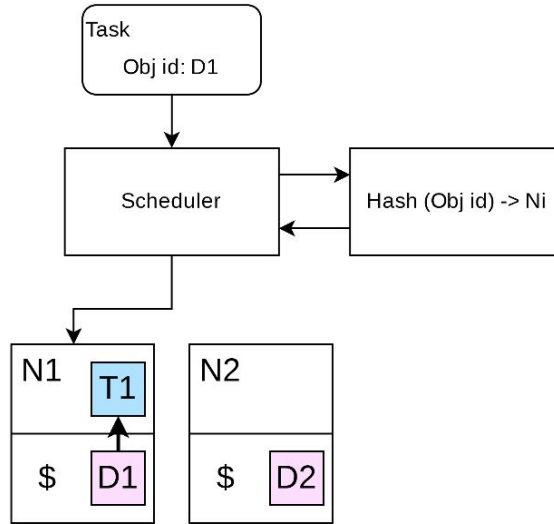 Task
Obj id: D1
Scheduler
Hash (Obj id) -> Ni
N1
T1
N2
$
D1
$
D2